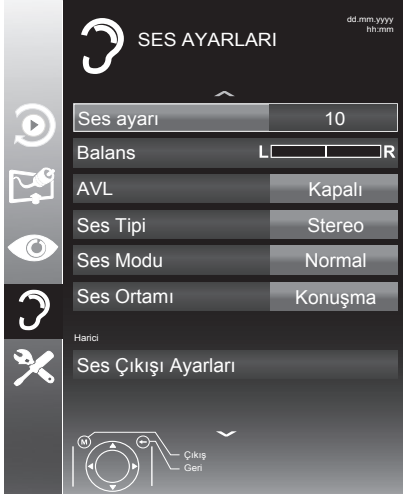 SES AYARLARI
dd.mm.yyyy
hh:mm
Ses ayarı 10
Balans L R
AVL Kapalı
Ses Tipi Stereo
Ses Modu Normal
Ses Ortamı Konuşma
Harici
Ses Çıkışı Ayarları
M
Çıkış
Geri